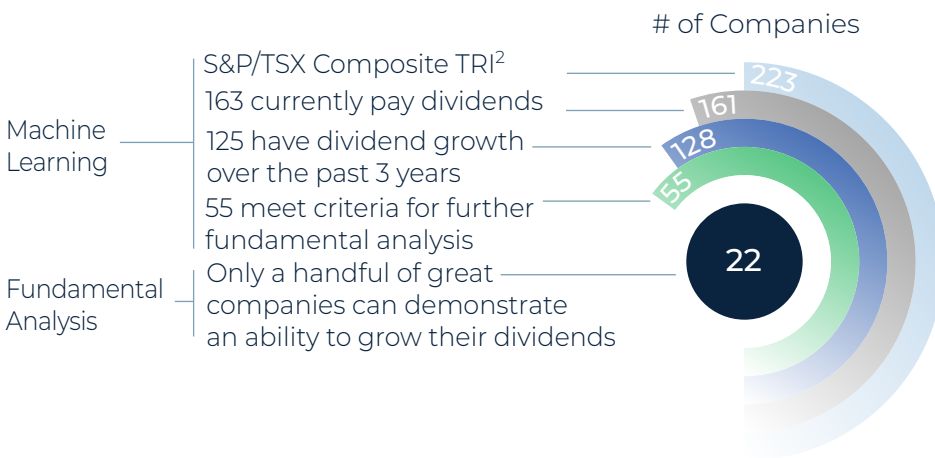 # of Companies
S&P/TSX Composite TRI²
223
163 currently pay dividends
161
Machine
Learning
125 have dividend growth
over the past 3 years
128
55 meet criteria for further
fundamental analysis
55
Fundamental
Analysis
Only a handful of great
companies can demonstrate
an ability to grow their dividends
22